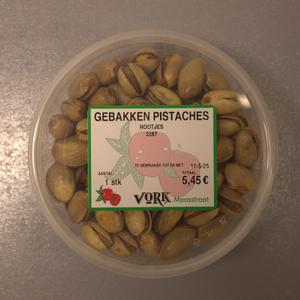 GEBAKKEN PISTACHES
NOOTJES
2287
TE GEBRUIKEN TOT EN MET: 11-5-25
AANTAL: TOTAAL:
1 stk 5,45 €
VORK Maasstraat